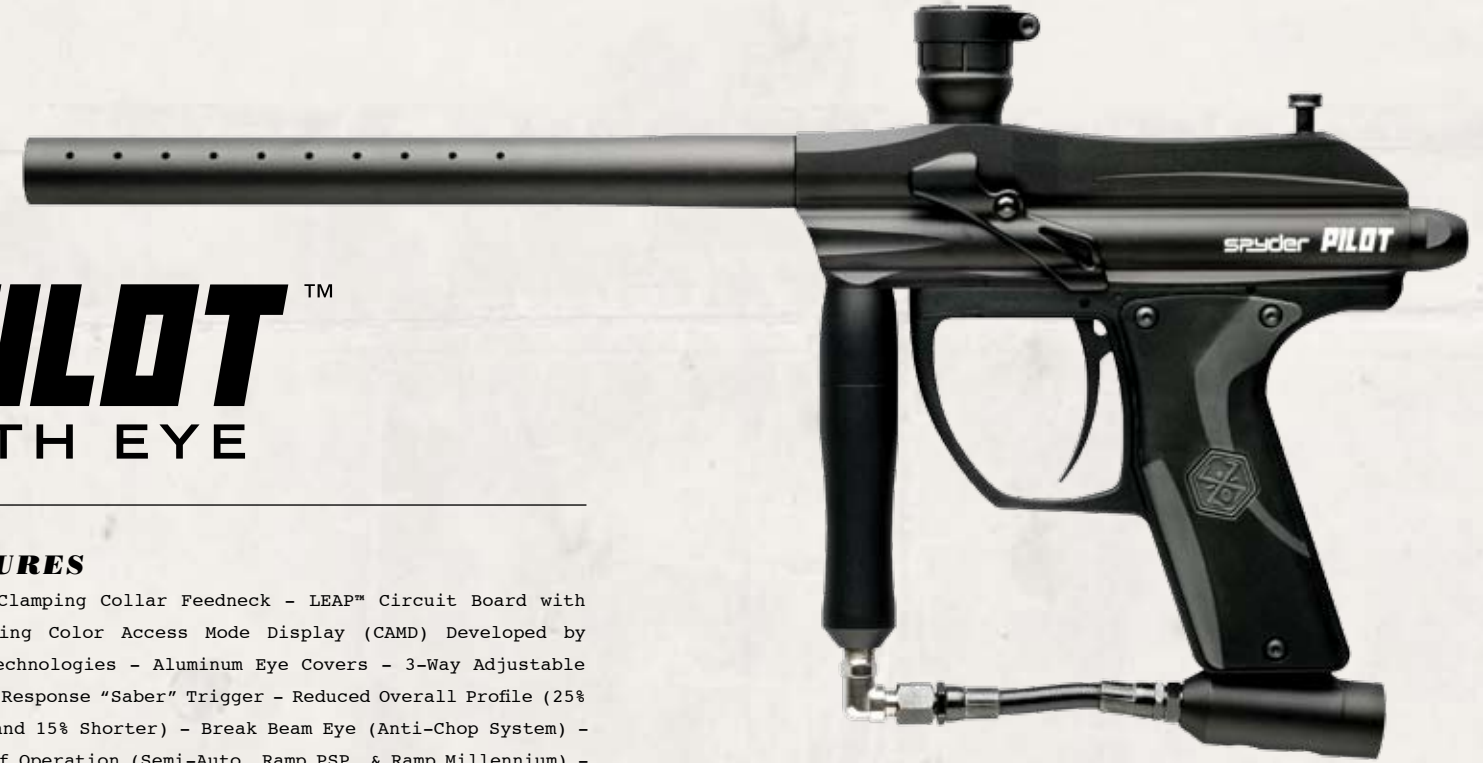 PILOT™
TH EYE
URES
Clamping Collar Feedneck – LEAP™ Circuit Board with
ing Color Access Mode Display (CAMD) Developed by
echnologies – Aluminum Eye Covers – 3-Way Adjustable
Response “Saber” Trigger – Reduced Overall Profile (25%
and 15% Shorter) – Break Beam Eye (Anti-Chop System) –
f Operation (Semi-Auto, Ramp PSP, & Ramp Millennium) –
spyder PILOT